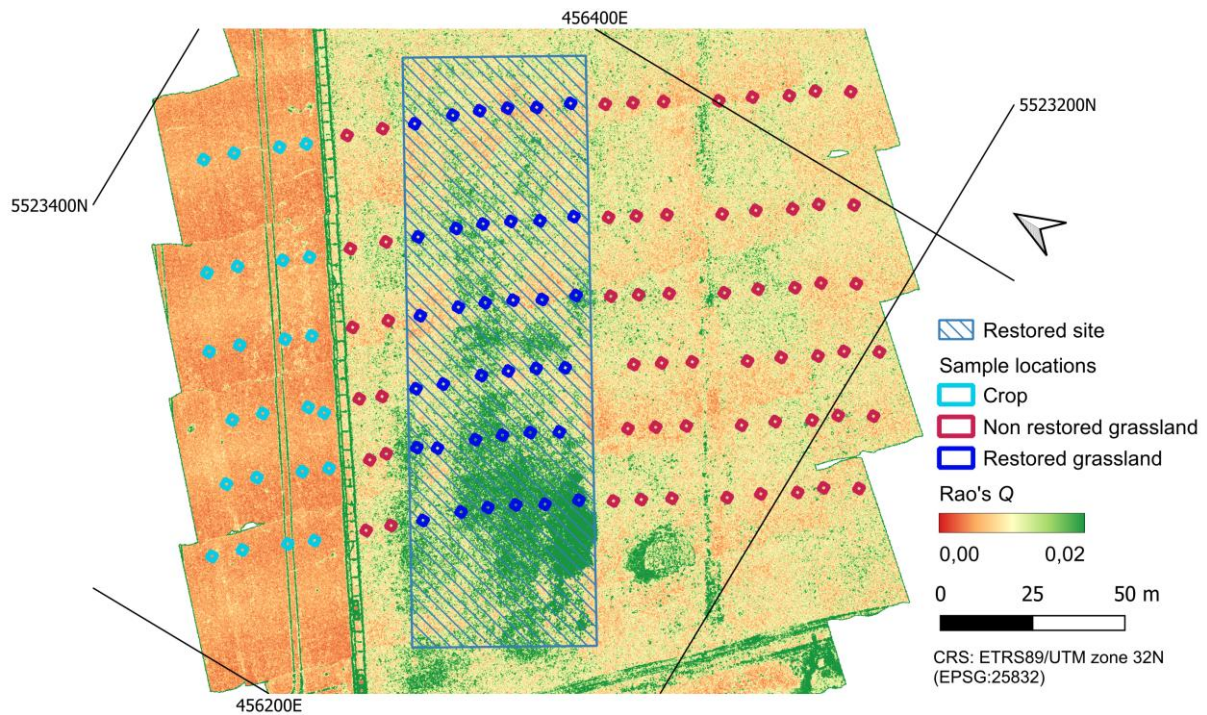 456400E
5523200N
5523400N
Restored site
Sample locations
Crop
Non restored grassland
Restored grassland
Rao's Q
0,00 0,02
0 25 50 m
CRS: ETRS89/UTM zone 32N
(EPSG:25832)
456200E